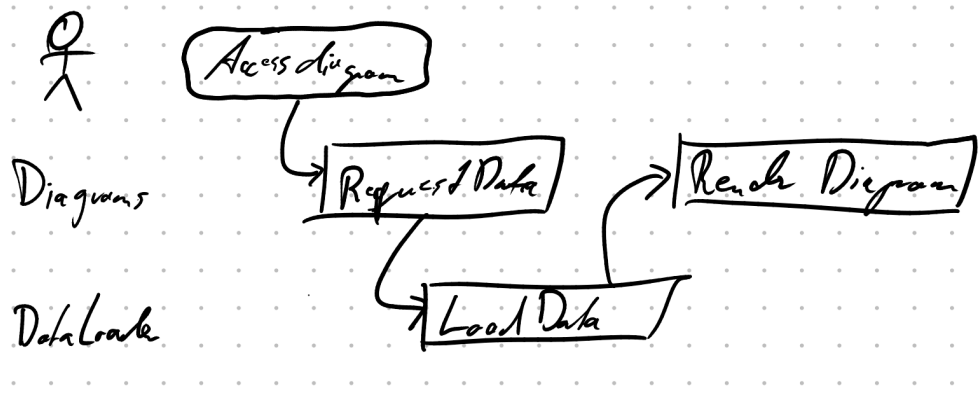 Access diagram
Diagrams
Request Data
Render Diagram
DataLoader
Load Data